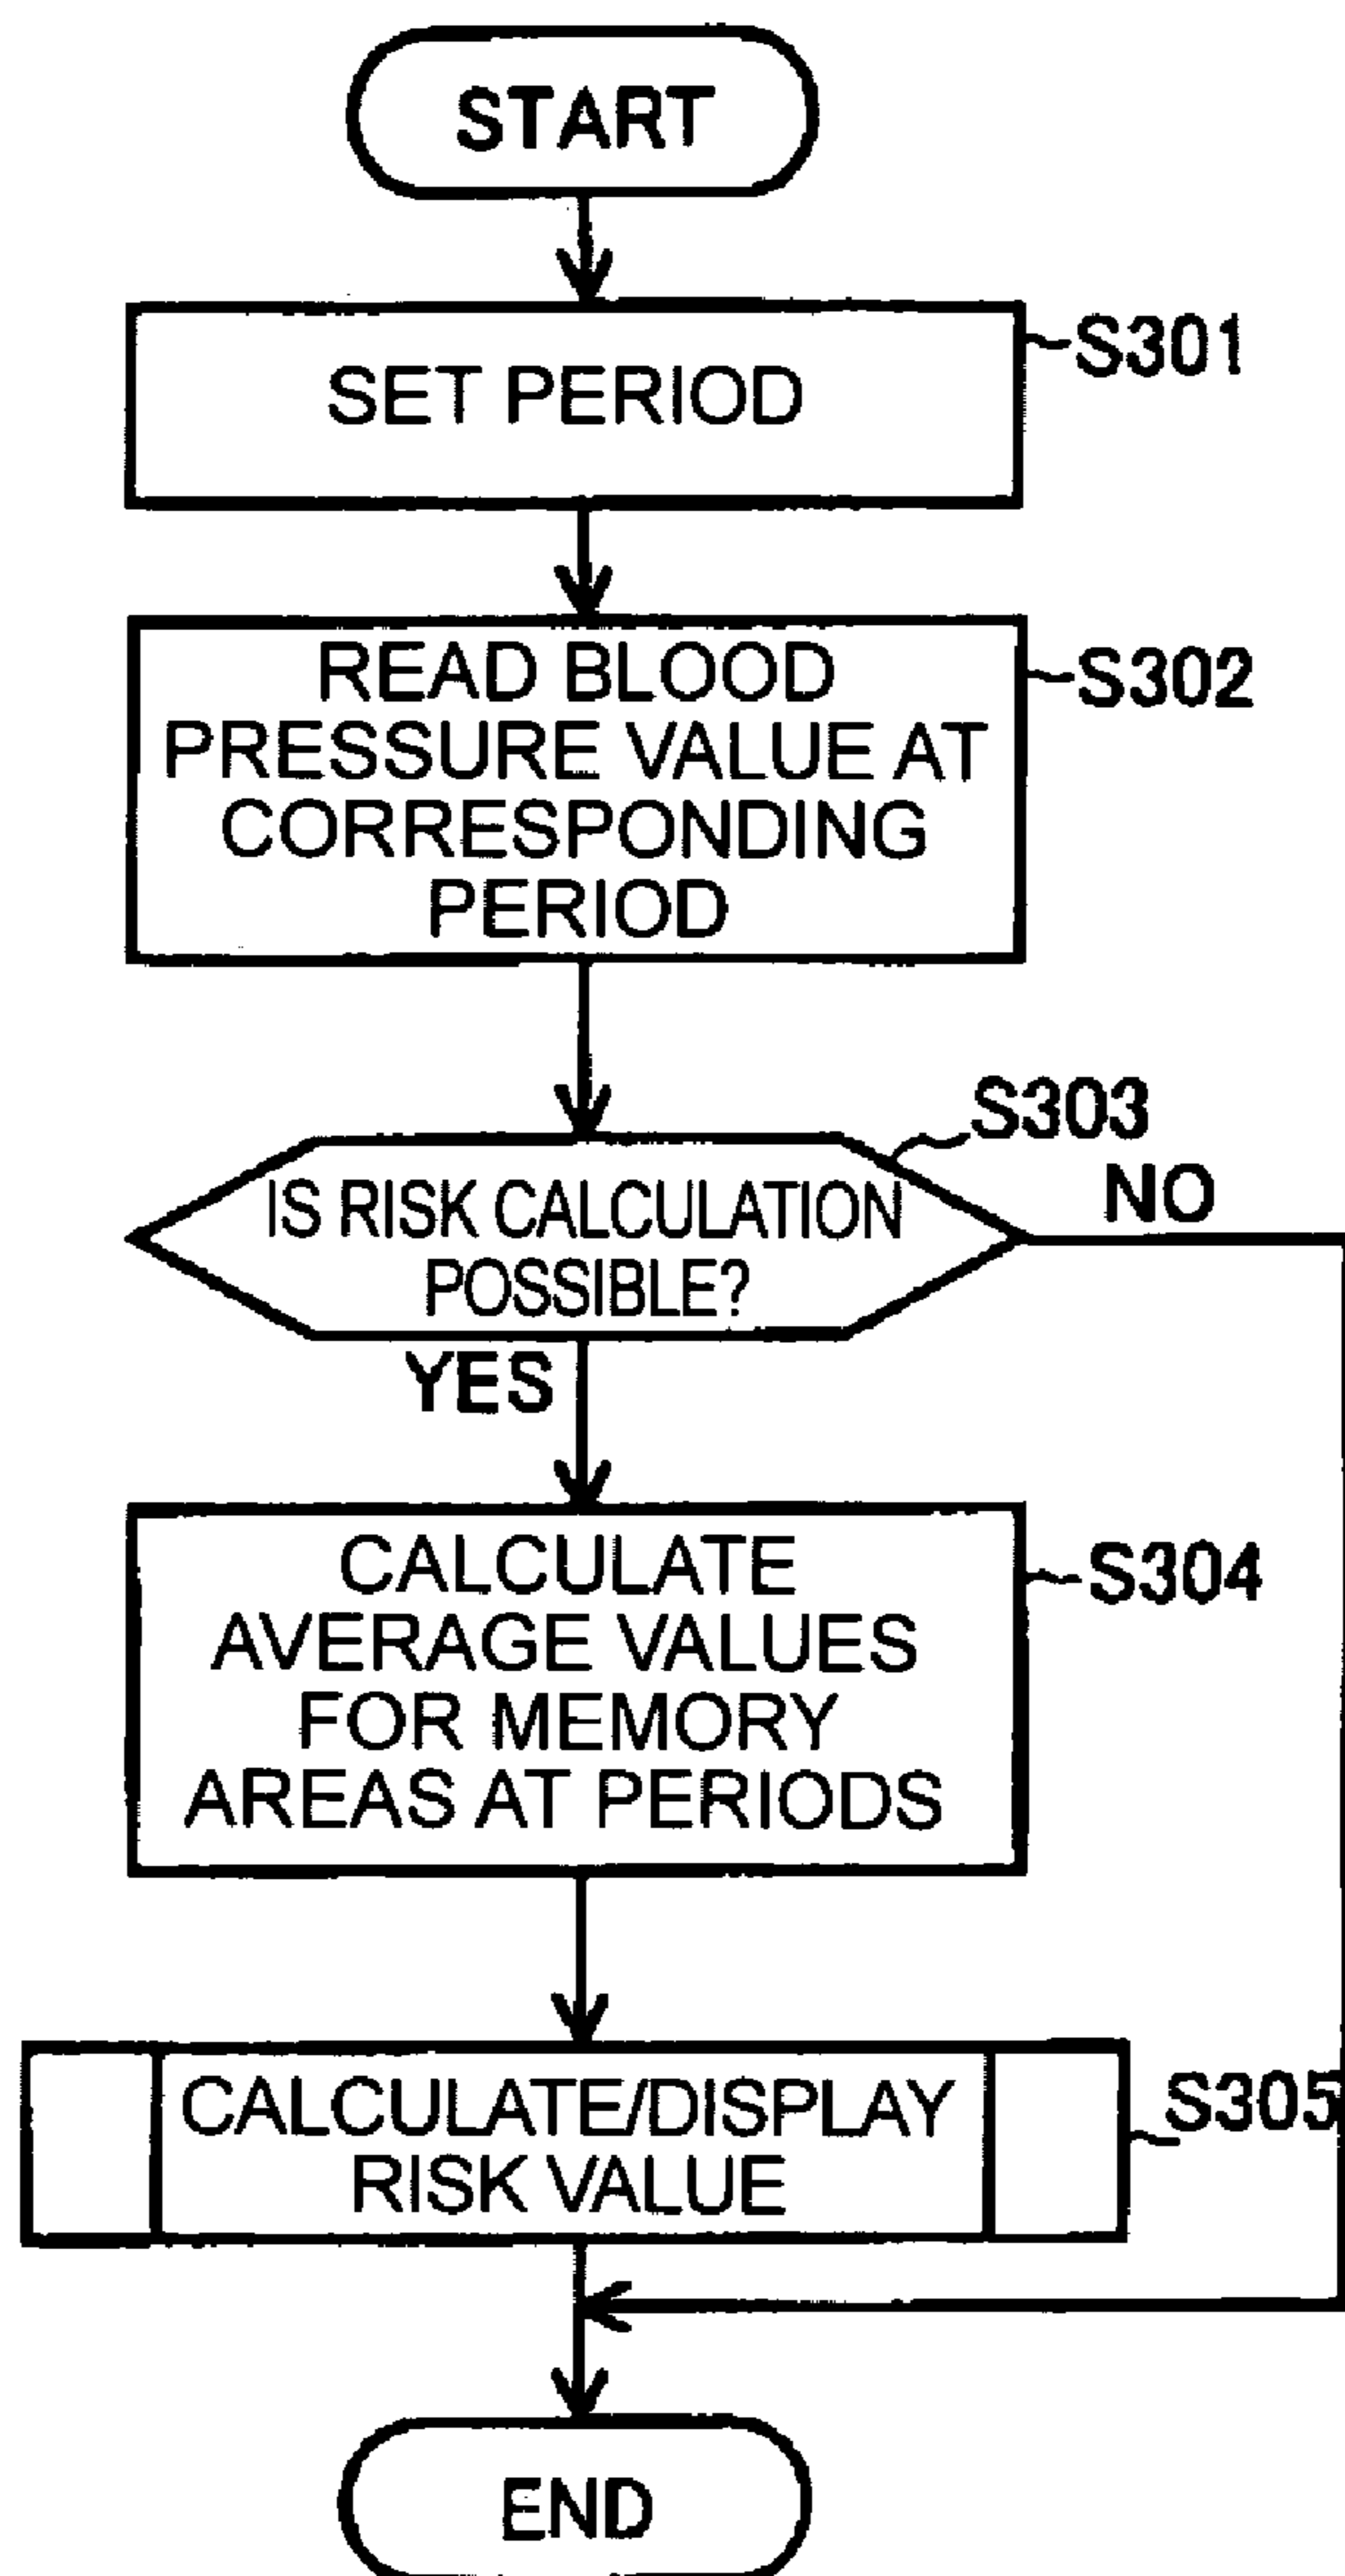 START
SET PERIOD
S301
READ BLOOD
PRESSURE VALUE AT
CORRESPONDING
PERIOD
S302
S303
IS RISK CALCULATION
POSSIBLE?
NO
YES
CALCULATE
AVERAGE VALUES
FOR MEMORY
AREAS AT PERIODS
S304
CALCULATE/DISPLAY
RISK VALUE
S305
END